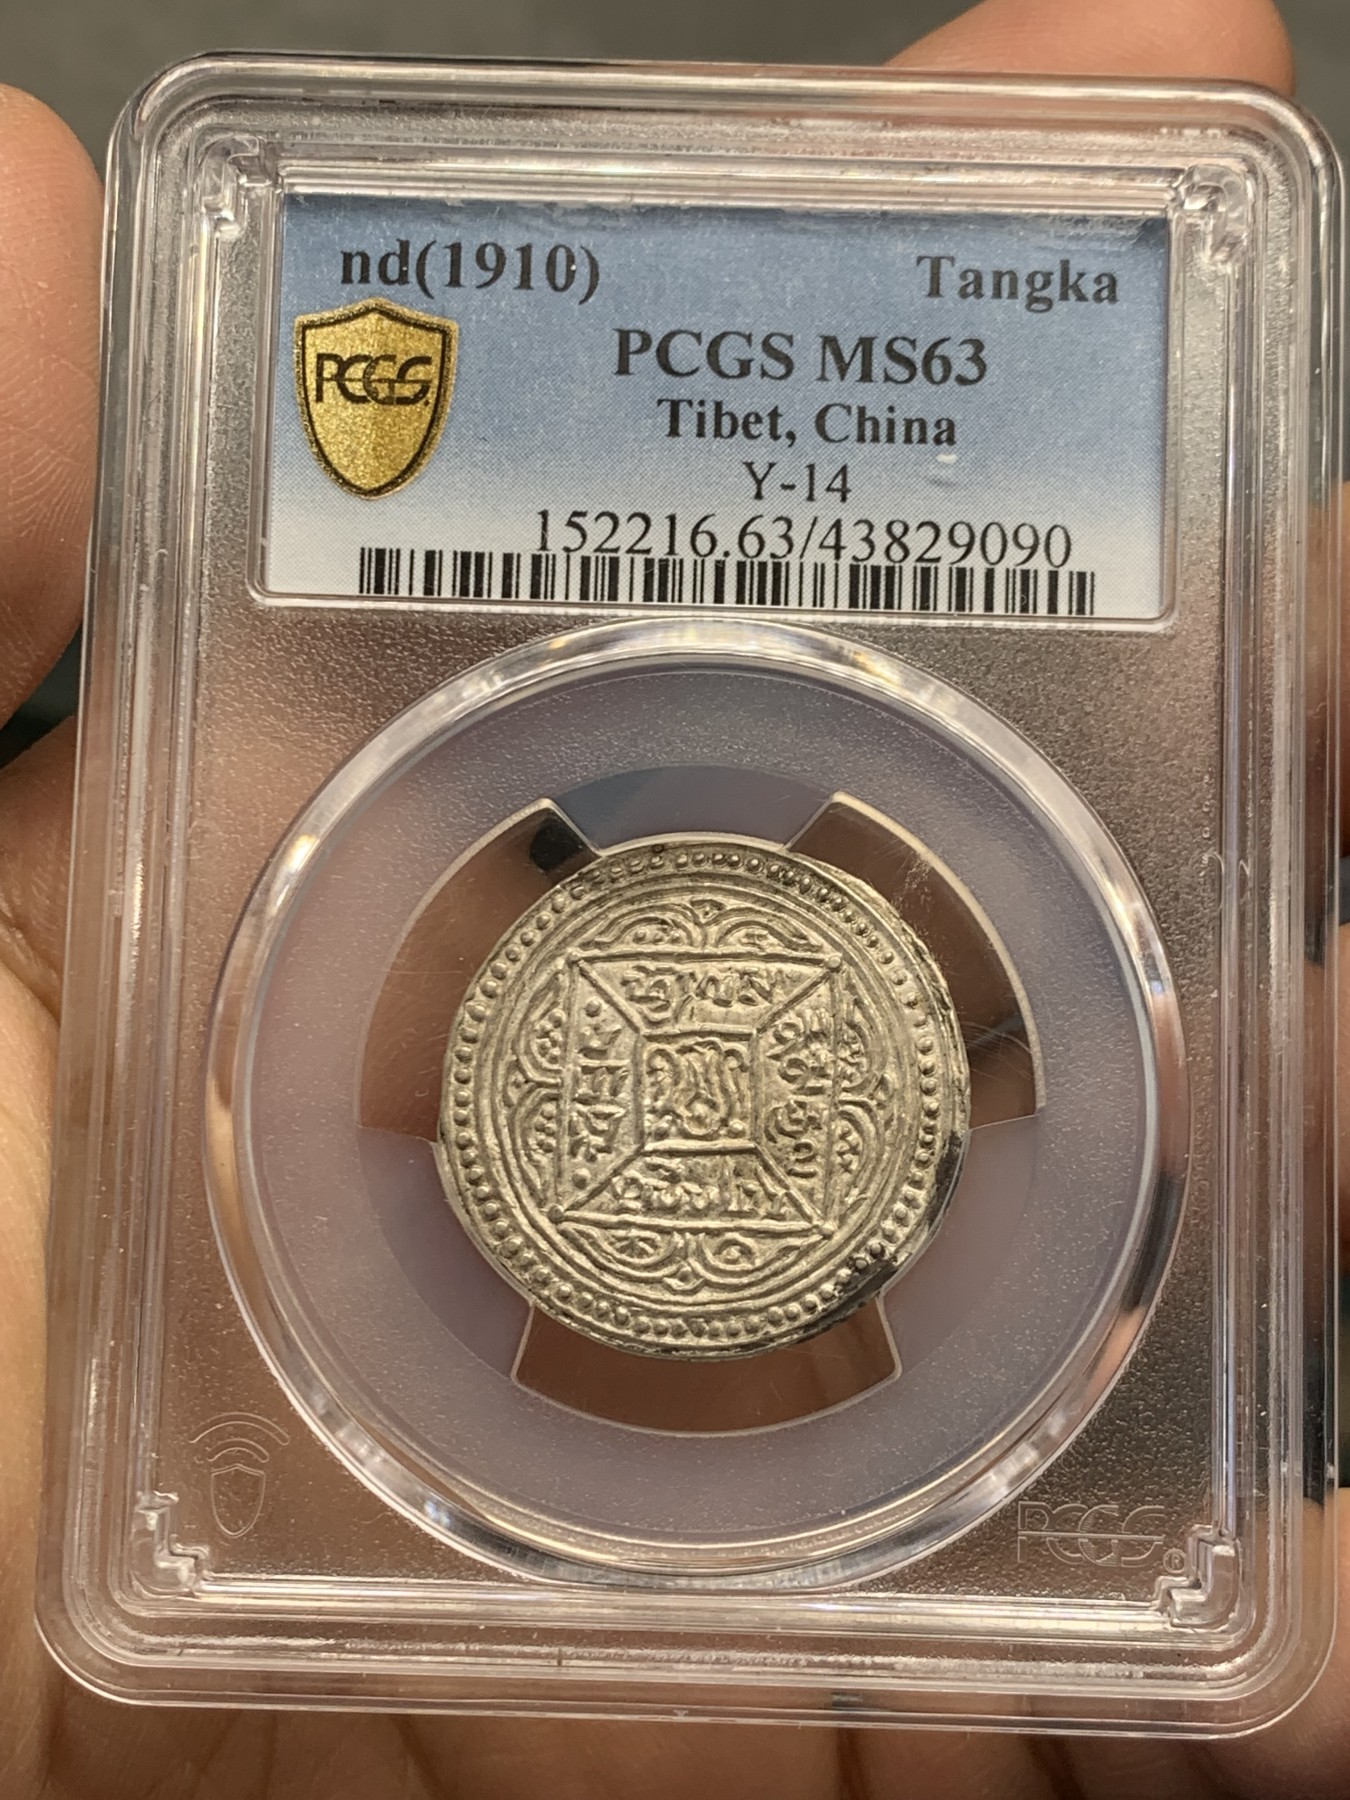 nd(1910) Tangka
PCGS
PCGS MS63
Tibet, China
Y-14
152216.63/43829090
PCGS